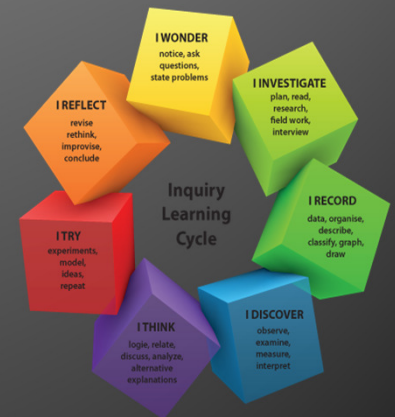 I WONDER
notice, ask
questions,
state problems
I INVESTIGATE
plan, read,
research,
field work,
interview
I RECORD
data, organise,
describe,
classify, graph,
draw
I DISCOVER
observe,
examine,
measure,
interpret
I THINK
logie, relate,
discuss, analyze,
alternative
explanations
I TRY
experiments,
model,
ideas,
repeat
I REFLECT
revise
rethink,
improvise,
conclude
Inquiry
Learning
Cycle